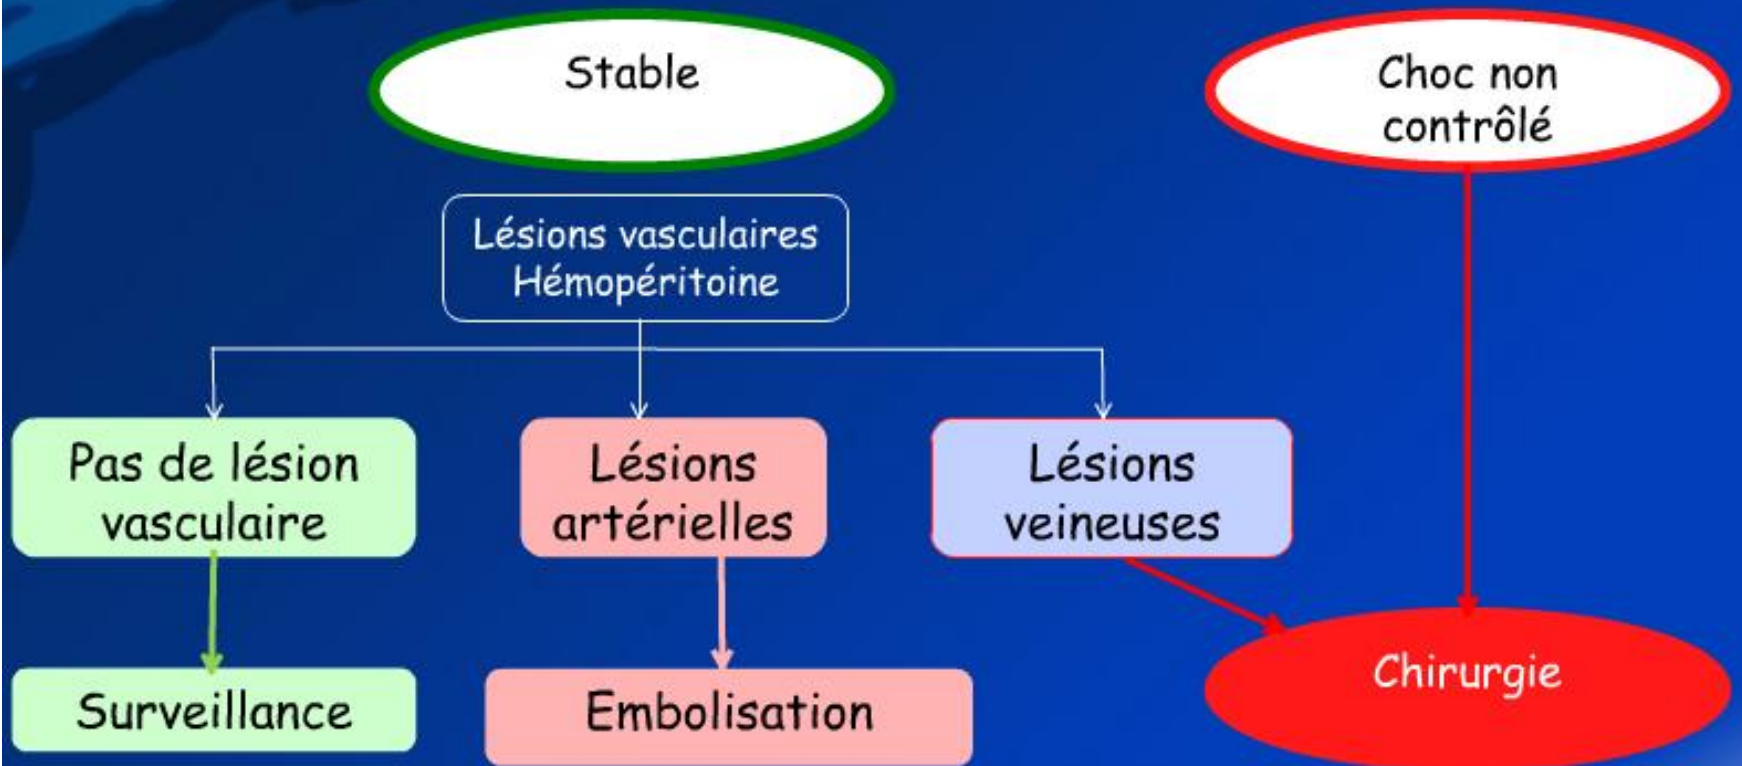 Stable
Choc non
contrôlé
Lésions vasculaires
Hémopéritoine
Pas de lésion
vasculaire
Lésions
artérielles
Lésions
veineuses
Surveillance
Embolisation
Chirurgie